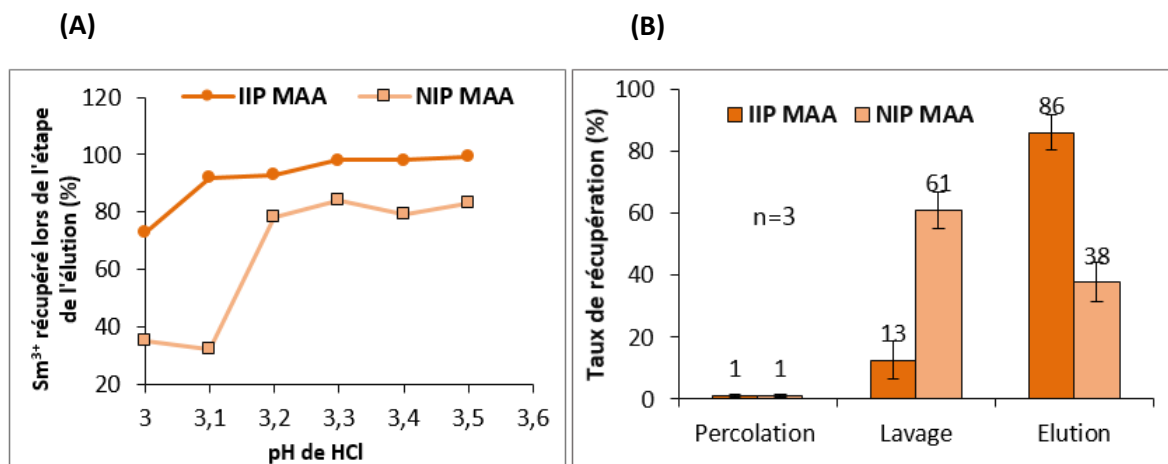 (A)
(B)
IIP MAA
NIP MAA
Sm³⁺ récupéré lors de l'étape
de l'élution (%)
120
100
80
60
40
20
3
3,1
3,2
3,3
3,4
3,5
3,6
pH de HCl
IIP MAA
NIP MAA
Taux de récupération (%)
100
80
60
40
20
0
n=3
1
1
13
61
86
38
Percolation
Lavage
Elution